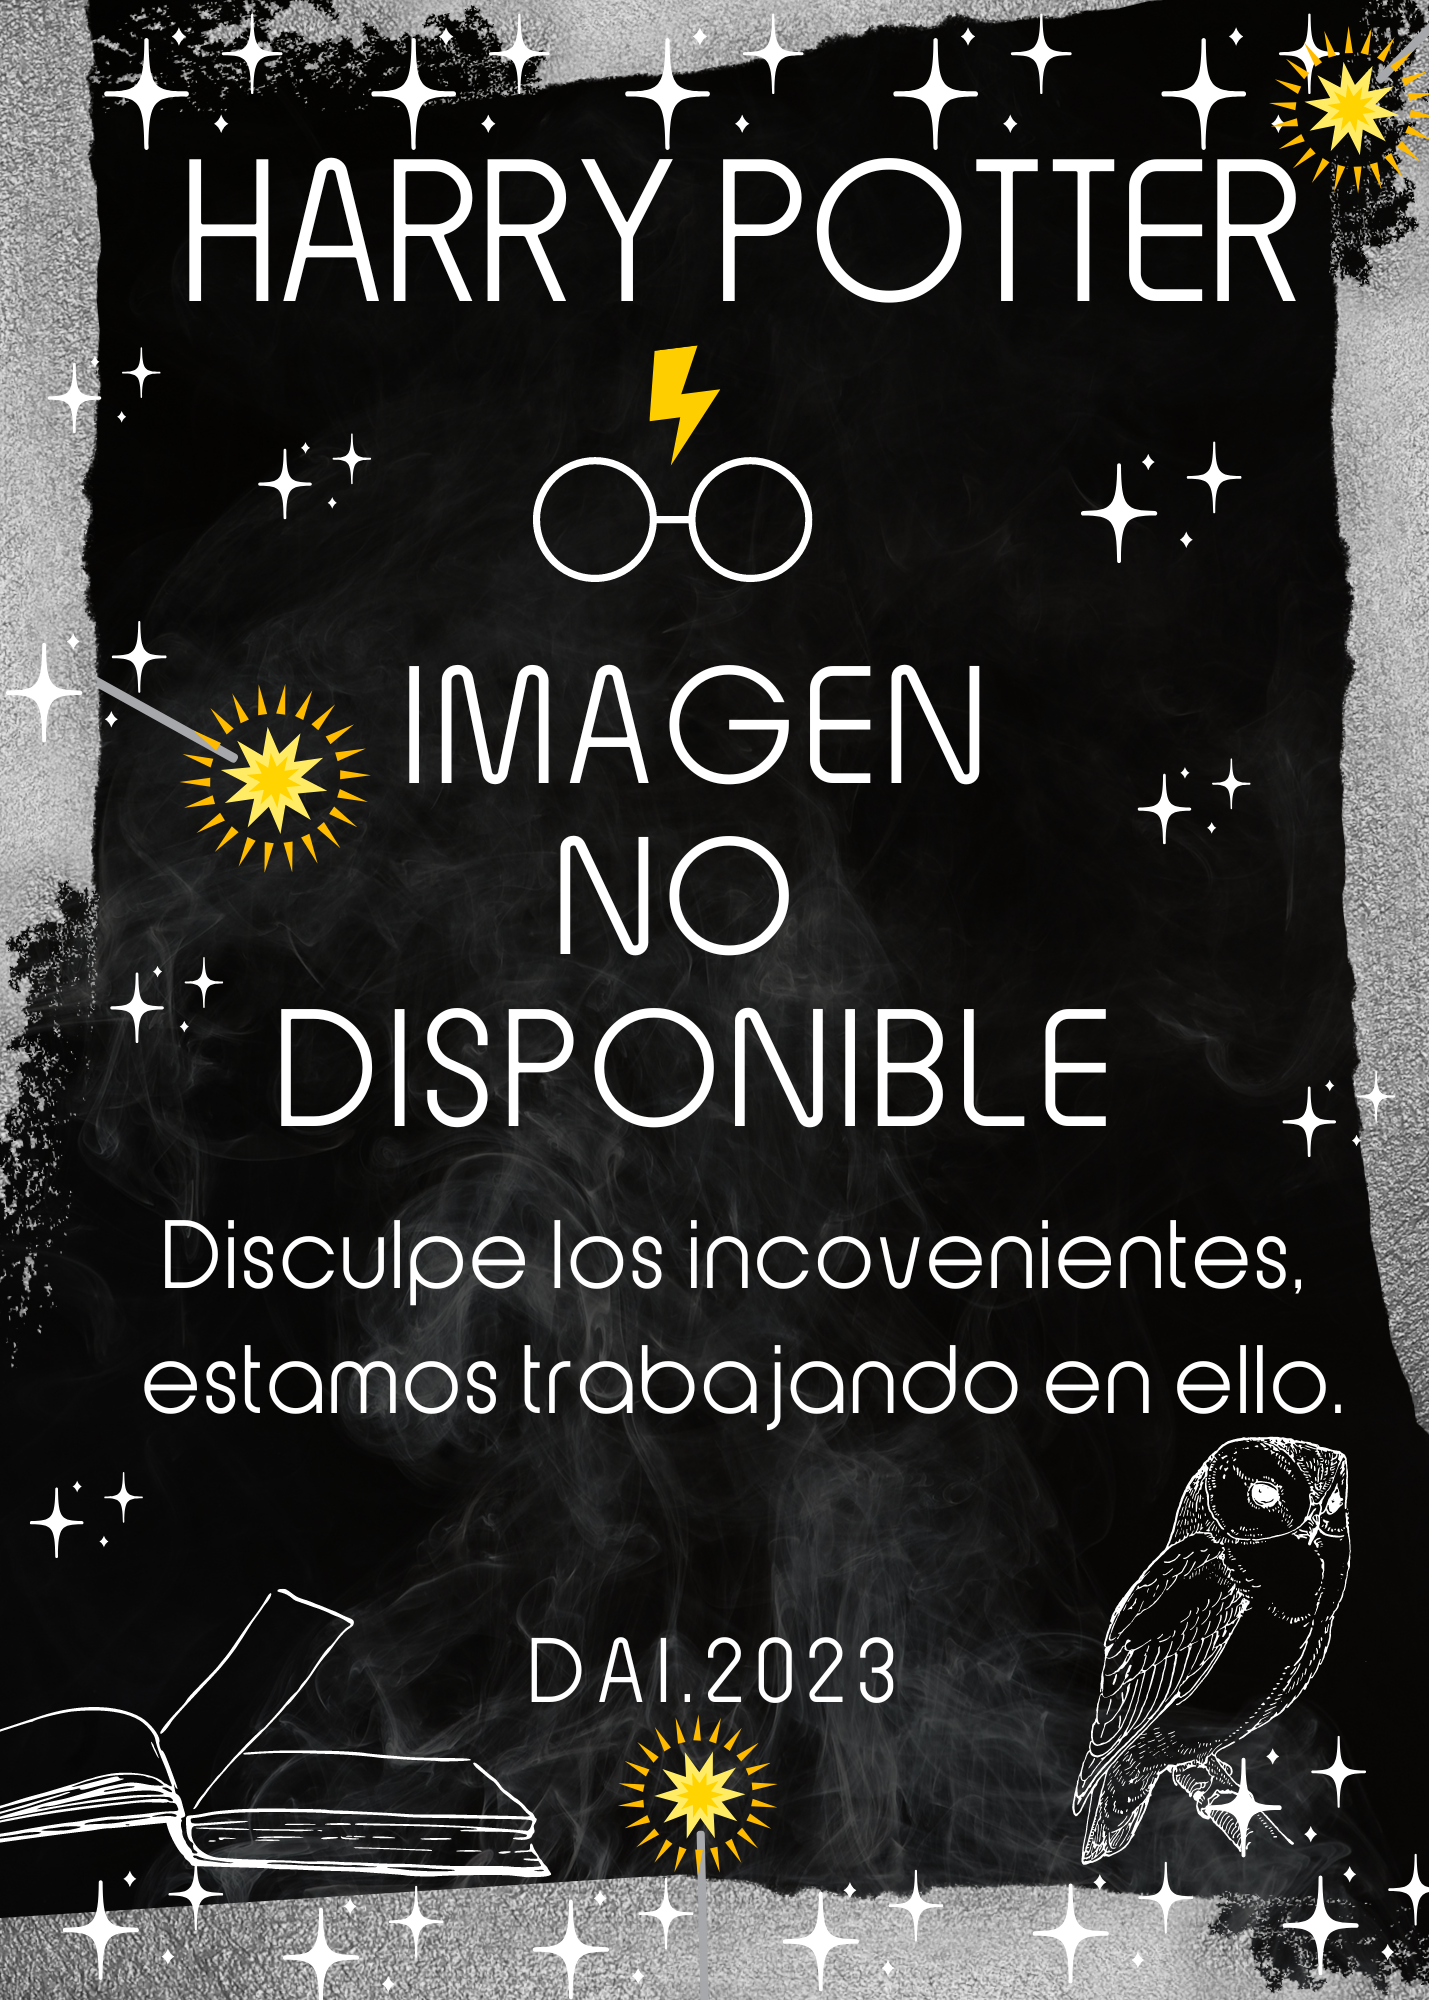 HARRY POTTER
IMAGEN
NO
DISPONIBLE
Disculpe los incovenientes,
estamos trabajando en ello.
DAI.2023